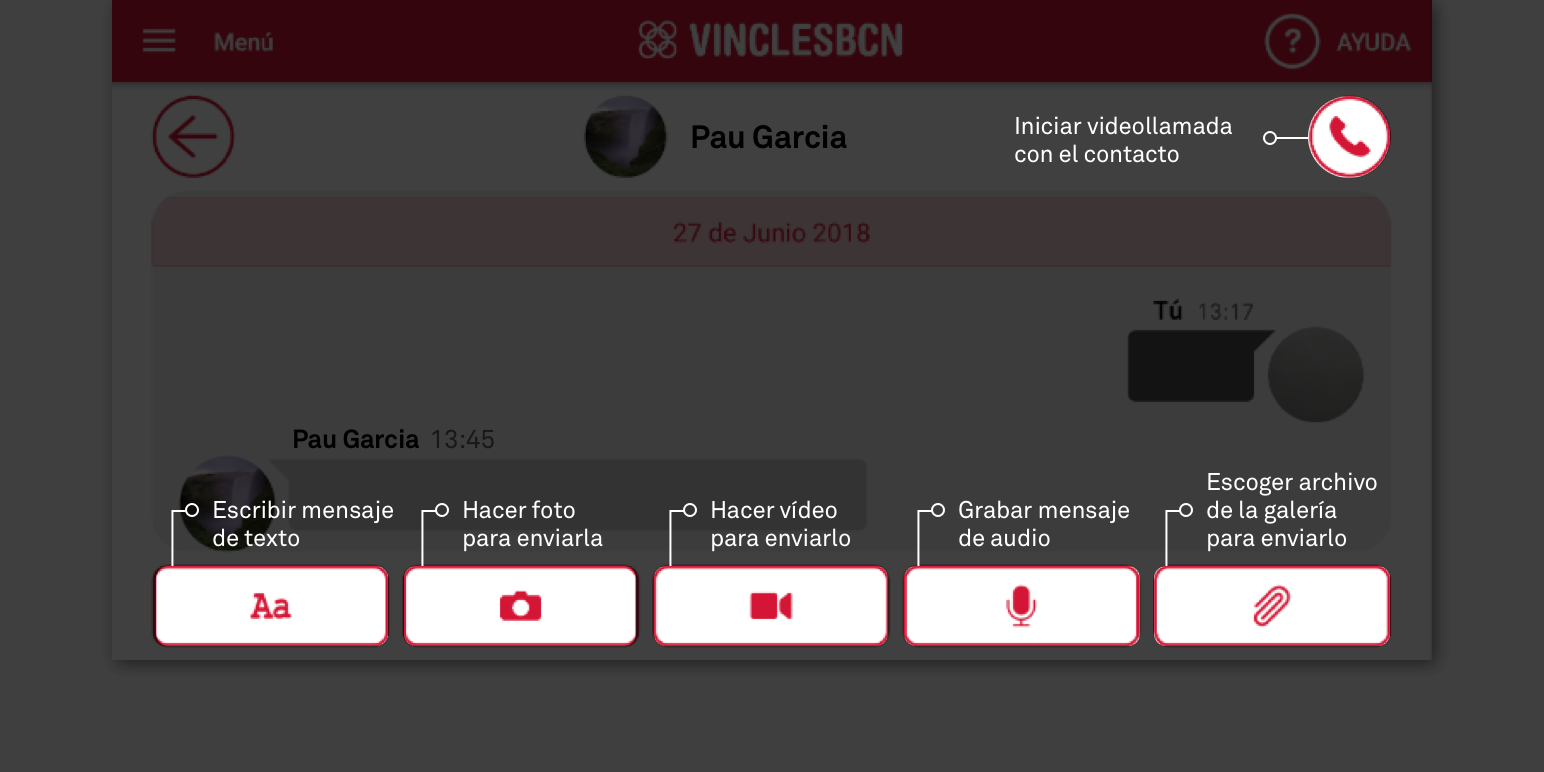 Menú
VINCLESBCN
? AYUDA
Pau Garcia
Iniciar videollamada
con el contacto
27 de Junio 2018
Tú 13:17
Pau Garcia 13:45
Escribir mensaje
de texto
Hacer foto
para enviarla
Hacer vídeo
para enviarlo
Grabar mensaje
de audio
Escoger archivo
de la galería
para enviarlo
Aa